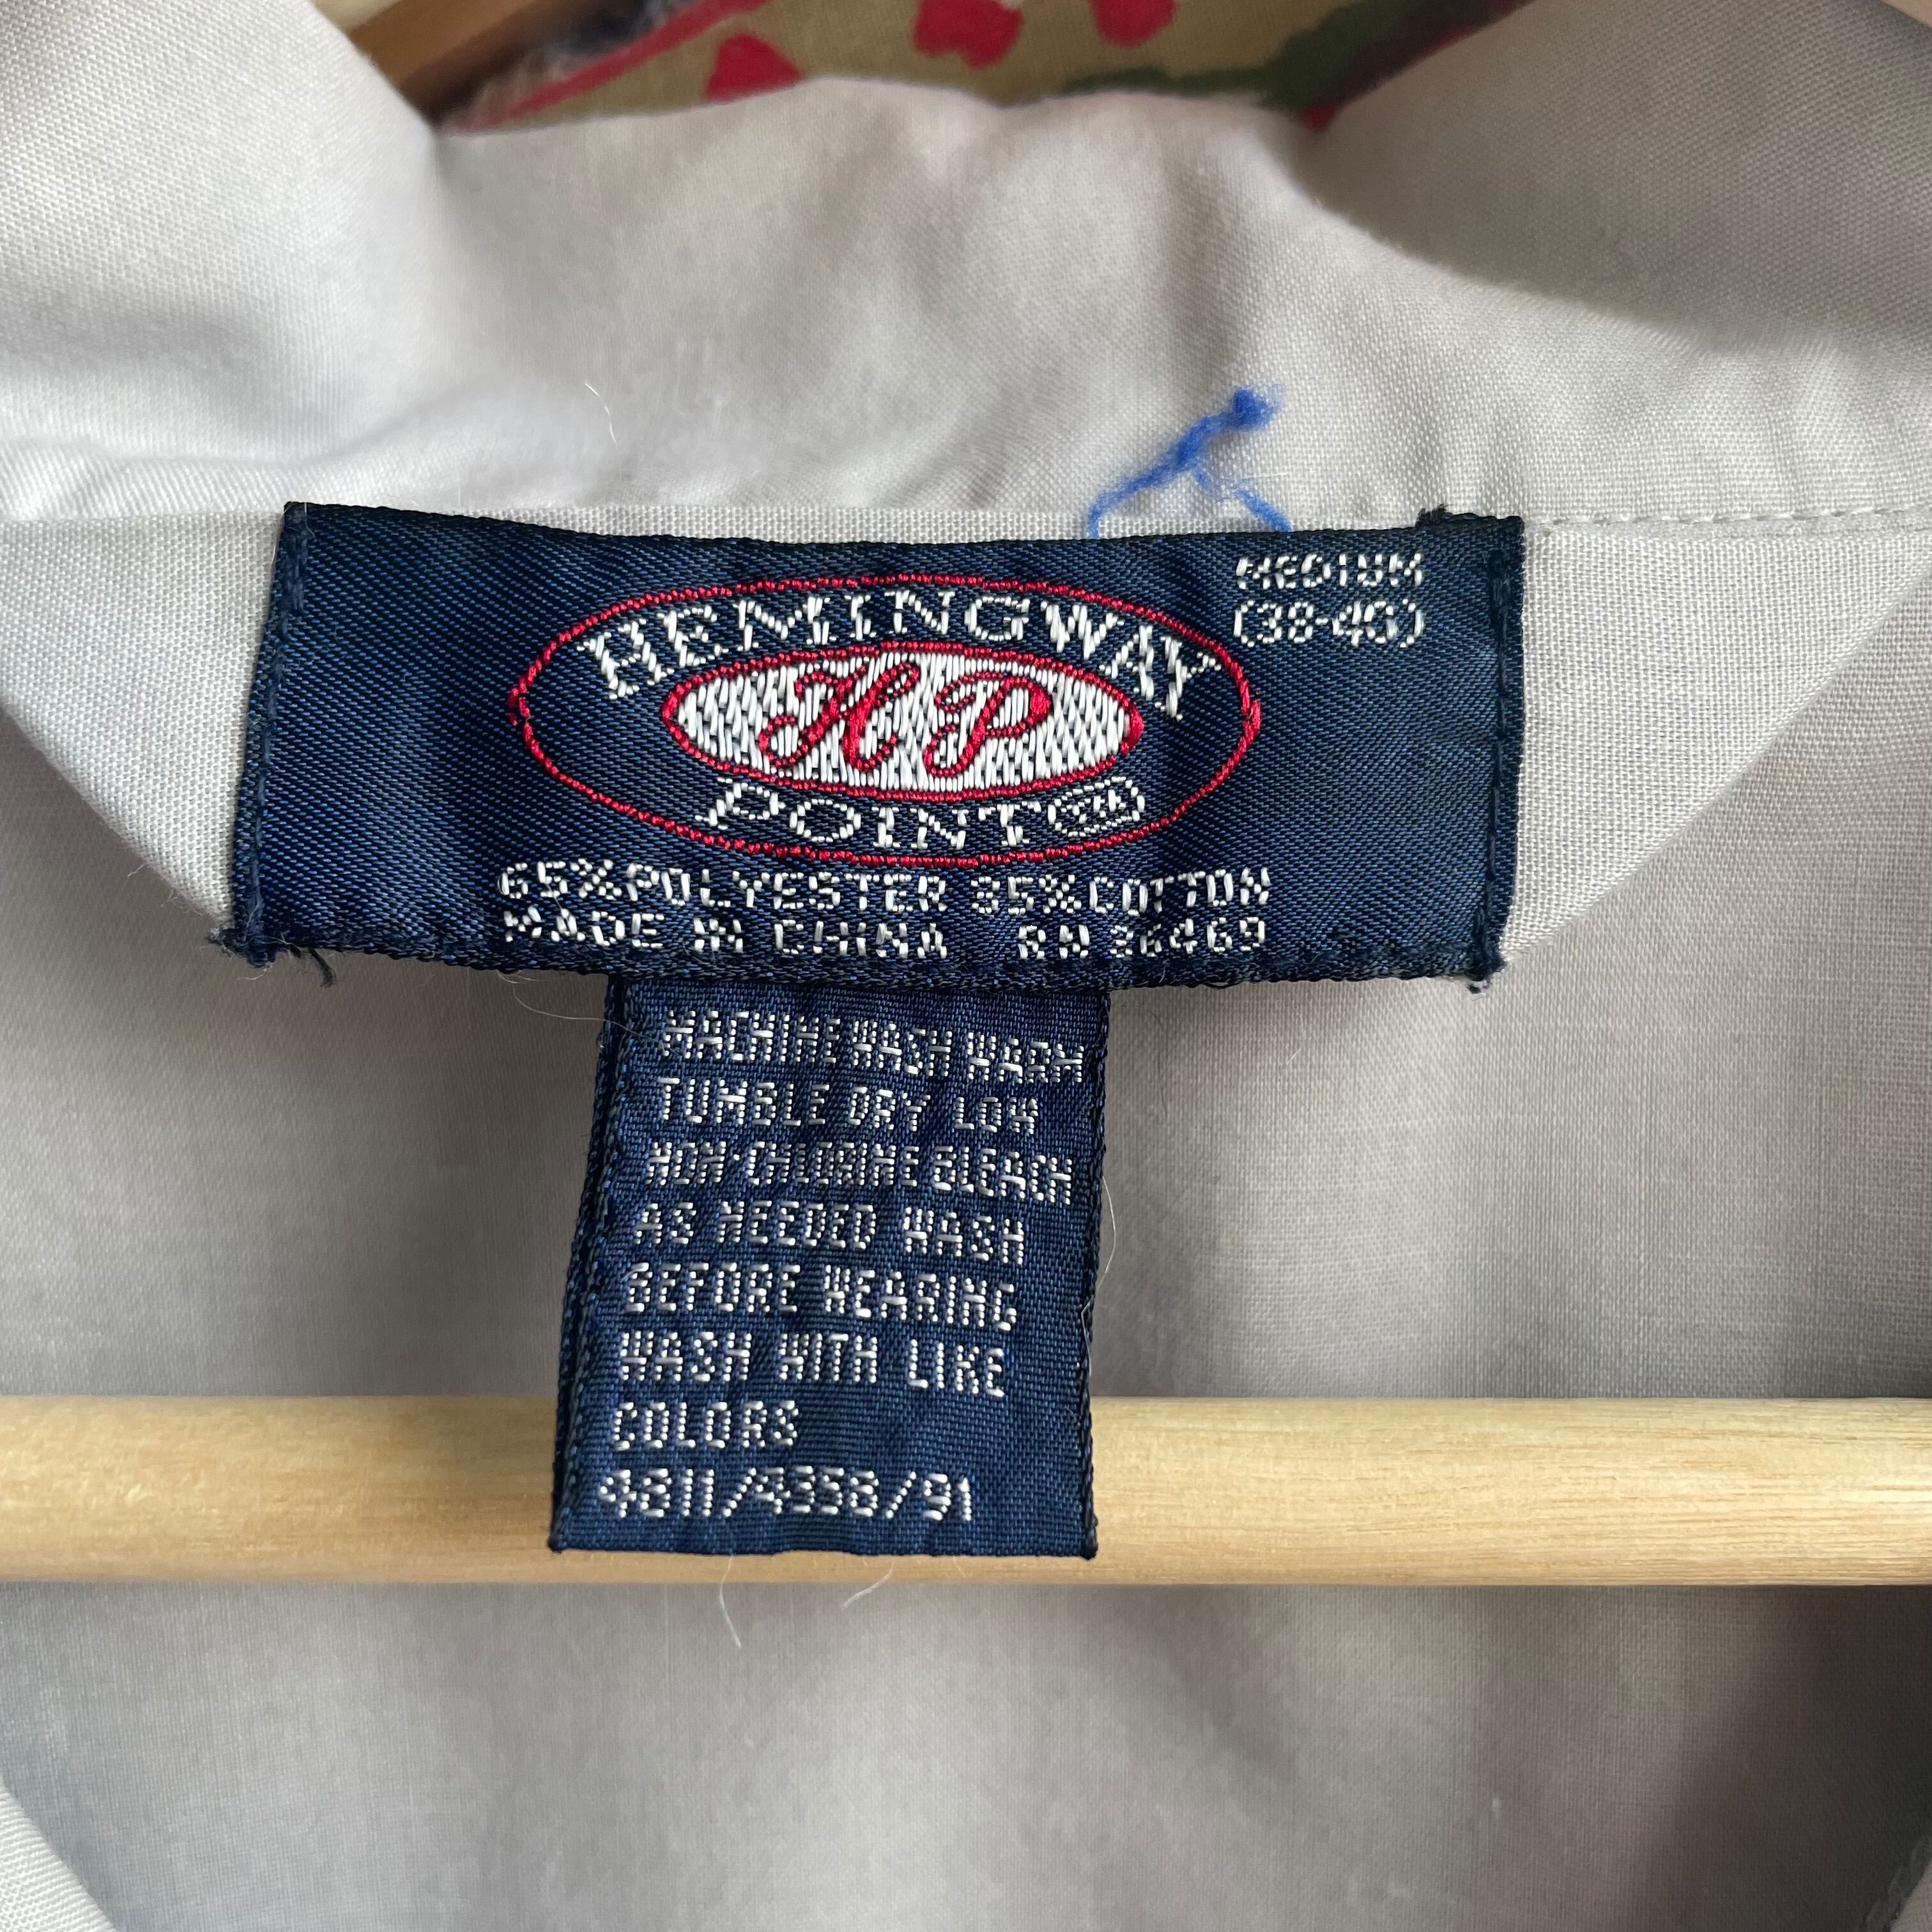 MEDIUM
(38-40)
HEMINGWAY
HP
POINT™
65% POLYESTER 35% COTTON
MADE IN CHINA RN 36469
MACHINE WASH WARM
TUMBLE DRY LOW
NON-CHLORINE BLEACH
AS NEEDED WASH
BEFORE WEARING
WASH WITH LIKE
COLORS
4811/4358/91